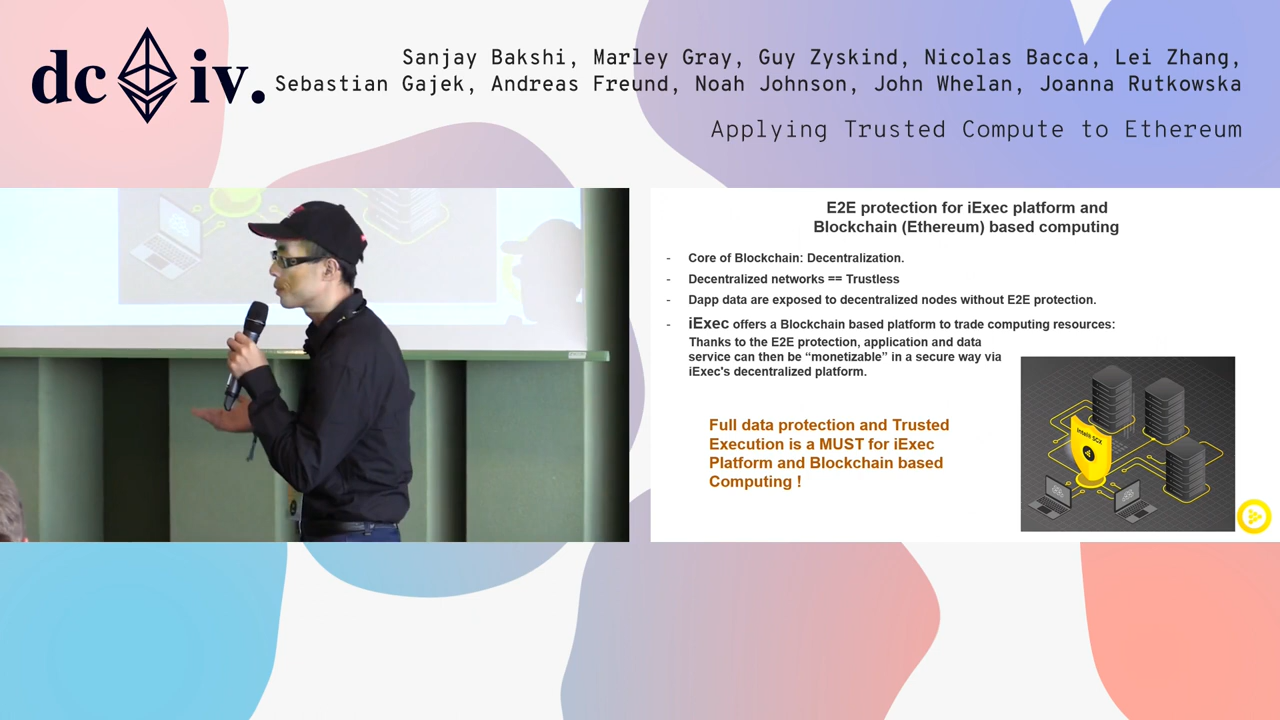 dc iv.
Sanjay Bakshi, Marley Gray, Guy Zyskind, Nicolas Bacca, Lei Zhang,
Sebastian Gajek, Andreas Freund, Noah Johnson, John Whelan, Joanna Rutkowska
Applying Trusted Compute to Ethereum
E2E protection for iExec platform and
Blockchain (Ethereum) based computing
- Core of Blockchain: Decentralization.
- Decentralized networks == Trustless
- Dapp data are exposed to decentralized nodes without E2E protection.
- iExec offers a Blockchain based platform to trade computing resources:
Thanks to the E2E protection, application and data
service can then be “monetizable” in a secure way via
iExec's decentralized platform.
Full data protection and Trusted
Execution is a MUST for iExec
Platform and Blockchain based
Computing !
Intel® SGX